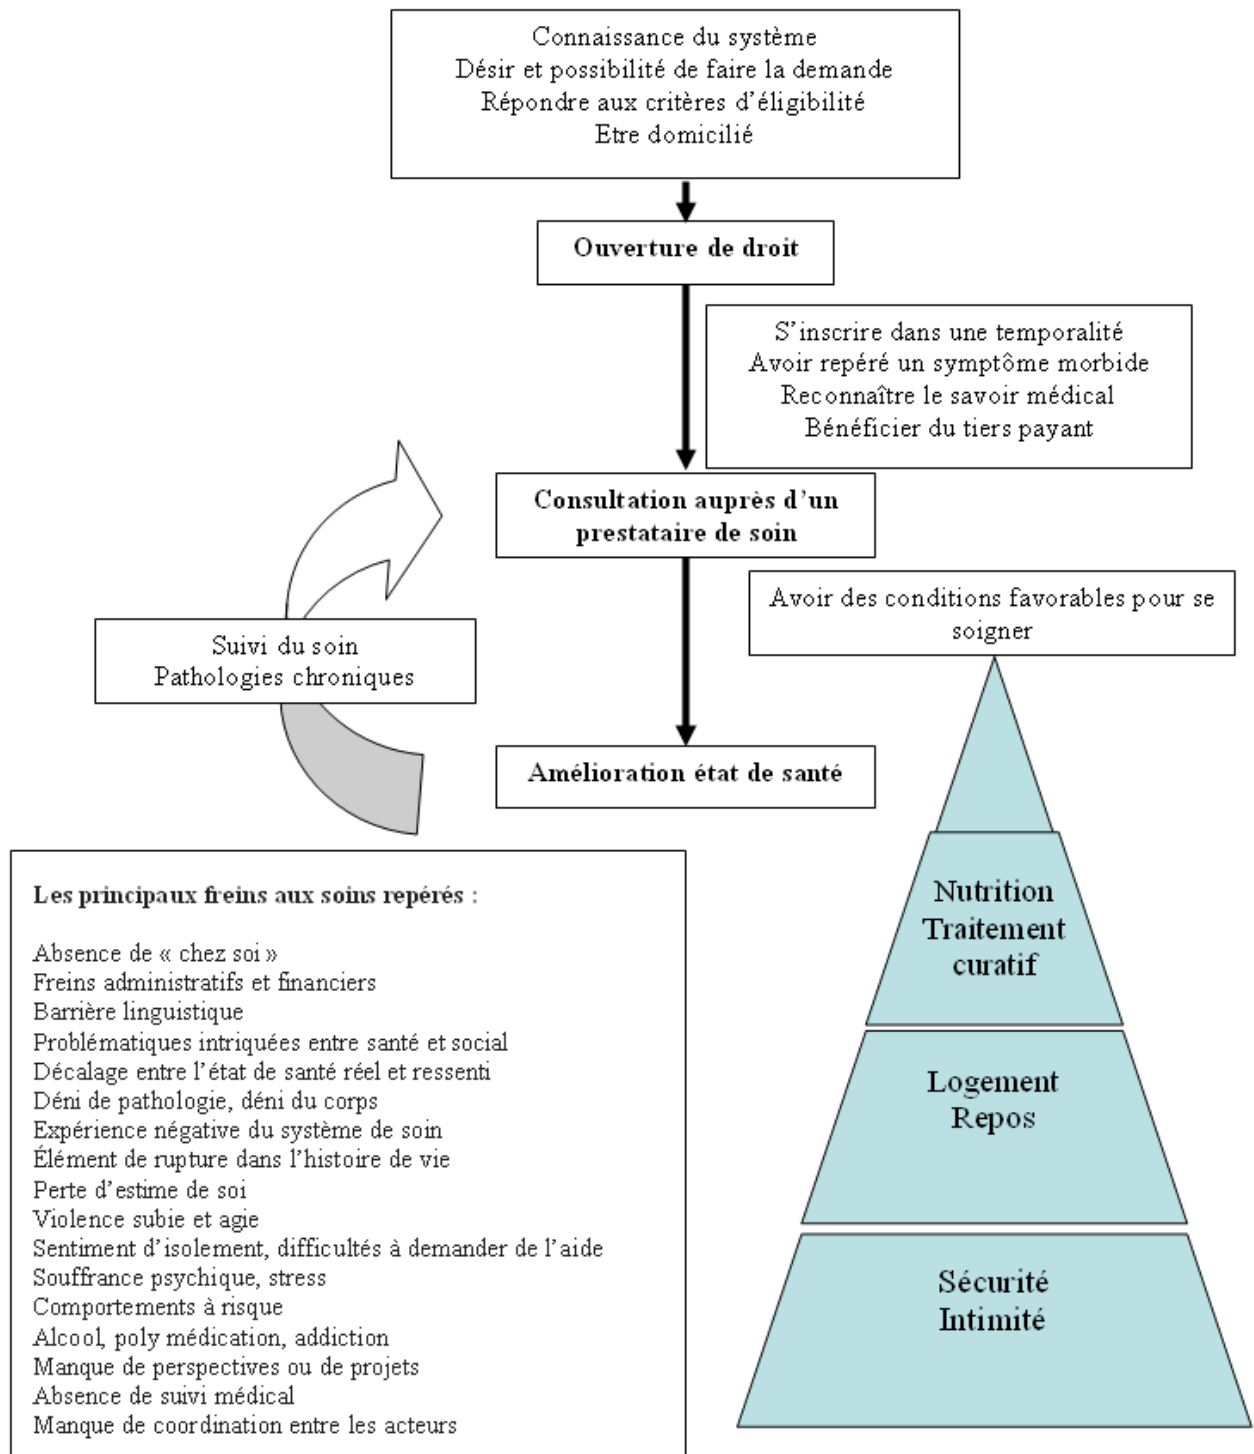 Connaissance du système
Désir et possibilité de faire la demande
Répondre aux critères d’éligibilité
Etre domicilié
Ouverture de droit
S’inscrire dans une temporalité
Avoir repéré un symptôme morbide
Reconnaître le savoir médical
Bénéficier du tiers payant
Consultation auprès d’un
prestataire de soin
Avoir des conditions favorables pour se
soigner
Suivi du soin
Pathologies chroniques
Amélioration état de santé
Les principaux freins aux soins repérés :
Absence de « chez soi »
Freins administratifs et financiers
Barrière linguistique
Problématiques intriquées entre santé et social
Décalage entre l’état de santé réel et ressenti
Déni de pathologie, déni du corps
Expérience négative du système de soin
Élément de rupture dans l’histoire de vie
Perte d’estime de soi
Violence subie et agie
Sentiment d’isolement, difficultés à demander de l’aide
Souffrance psychique, stress
Comportements à risque
Alcool, poly médication, addiction
Manque de perspectives ou de projets
Absence de suivi médical
Manque de coordination entre les acteurs
Nutrition
Traitement
curatif
Logement
Repos
Sécurité
Intimité